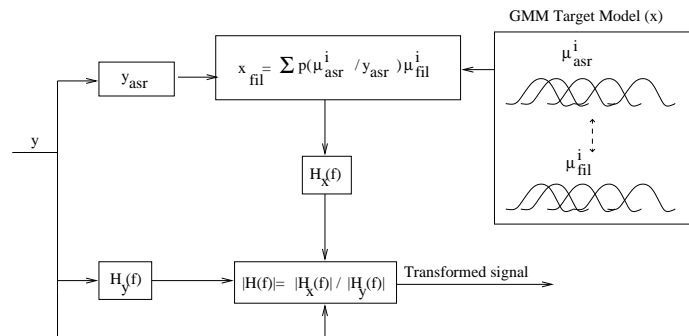 GMM Target Model (x)
μ^i_asr
y_asr
x_fil = Σ p(μ^i_asr / y_asr) μ^i_fil
y
H_x(f)
μ^i_fil
H_y(f)
|H(f)|= |H_x(f)| / |H_y(f)|
Transformed signal